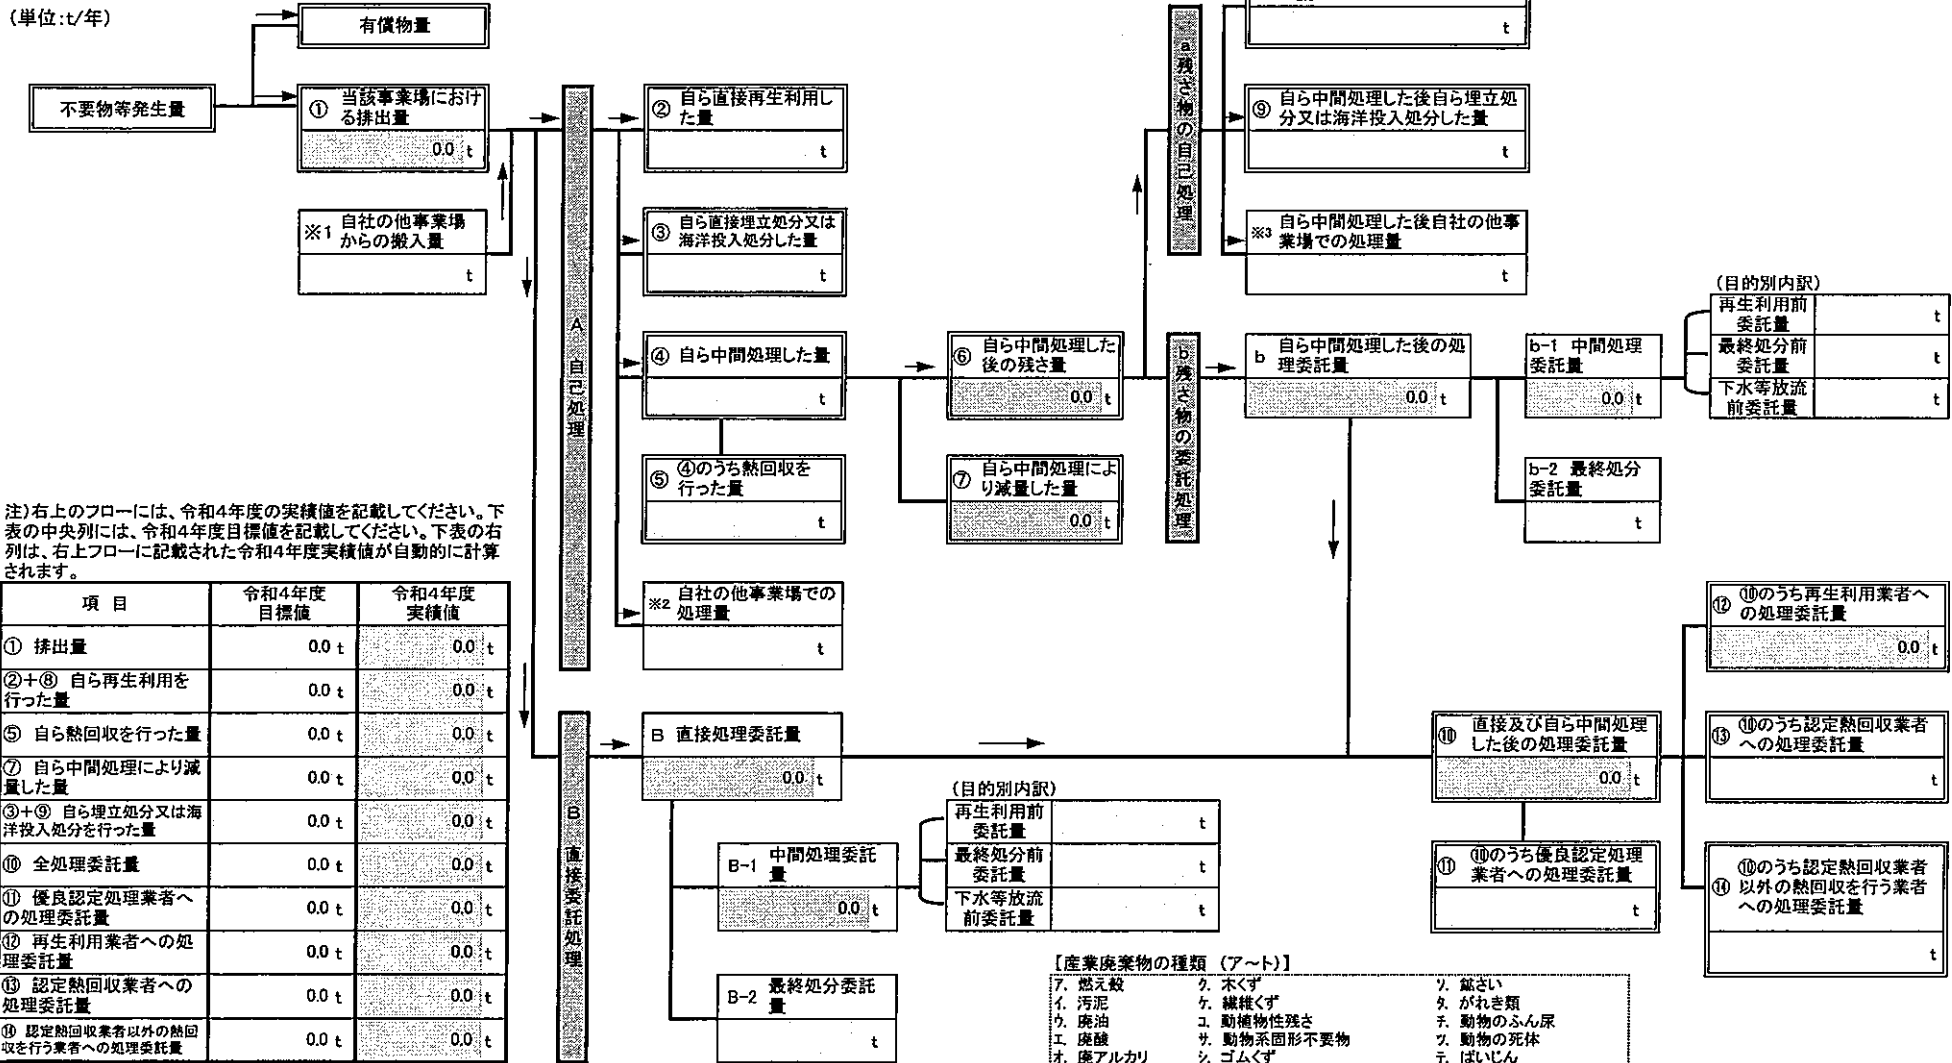 (単位:t/年)
有償物量
不要物等発生量
① 当該事業場におけ
る排出量
0.0 t
※1 自社の他事業場
からの搬入量
t
A 自己処理
② 自ら直接再生利用し
た量
t
③ 自ら直接埋立処分又は
海洋投入処分した量
t
④ 自ら中間処理した量
t
⑤ ④のうち熱回収を
行った量
t
※2 自社の他事業場での
処理量
t
⑥ 自ら中間処理した
後の残さ量
0.0 t
⑦ 自ら中間処理によ
り減量した量
0.0 t
a残さ物の自己処理
t
⑨ 自ら中間処理した後自ら埋立処
分又は海洋投入処分した量
t
※3 自ら中間処理した後自社の他事
業場での処理量
t
b残さ物の委託処理
b 自ら中間処理した後の処
理委託量
0.0 t
b-1 中間処理
委託量
0.0 t
b-2 最終処分
委託量
t
(目的別内訳)
再生利用前
委託量
t
最終処分前
委託量
t
下水等放流
前委託量
t
注)右上のフローには、令和4年度の実績値を記載してください。下
表の中央列には、令和4年度目標値を記載してください。下表の右
列は、右上フローに記載された令和4年度実績値が自動的に計算
されます。
項 目
令和4年度
目標値
令和4年度
実績値
① 排出量 0.0 t 0.0 t
②+⑧ 自ら再生利用を
行った量 0.0 t 0.0 t
⑤ 自ら熱回収を行った量 0.0 t 0.0 t
⑦ 自ら中間処理により減
量した量 0.0 t 0.0 t
③+⑨ 自ら埋立処分又は海
洋投入処分を行った量 0.0 t 0.0 t
⑩ 全処理委託量 0.0 t 0.0 t
⑪ 優良認定処理業者へ
の処理委託量 0.0 t 0.0 t
⑫ 再生利用業者への処
理委託量 0.0 t 0.0 t
⑬ 認定熱回収業者への
処理委託量 0.0 t 0.0 t
⑭ 認定熱回収業者以外の熱回
収を行う業者への処理委託量 0.0 t 0.0 t
B 直接委託処理
B 直接処理委託量
0.0 t
B-1 中間処理委託
量
0.0 t
B-2 最終処分委託
量
t
(目的別内訳)
再生利用前
委託量
t
最終処分前
委託量
t
下水等放流
前委託量
t
⑩ 直接及び自ら中間処理
した後の処理委託量
0.0 t
⑪ ⑩のうち優良認定処理
業者への処理委託量
t
⑫ ⑩のうち再生利用業者へ
の処理委託量
0.0 t
⑬ ⑩のうち認定熱回収業者
への処理委託量
t
⑭ ⑩のうち認定熱回収業者
以外の熱回収を行う業者
への処理委託量
t
【産業廃棄物の種類 (ア~ト)】
ア. 燃え殻 ク. 木くず ソ. 鉱さい
イ. 汚泥 ケ. 繊維くず タ. がれき類
ウ. 廃油 コ. 動植物性残さ チ. 動物のふん尿
エ. 廃酸 サ. 動物系固形不要物 ツ. 動物の死体
オ. 廃アルカリ シ. ゴムくず テ. ばいじん